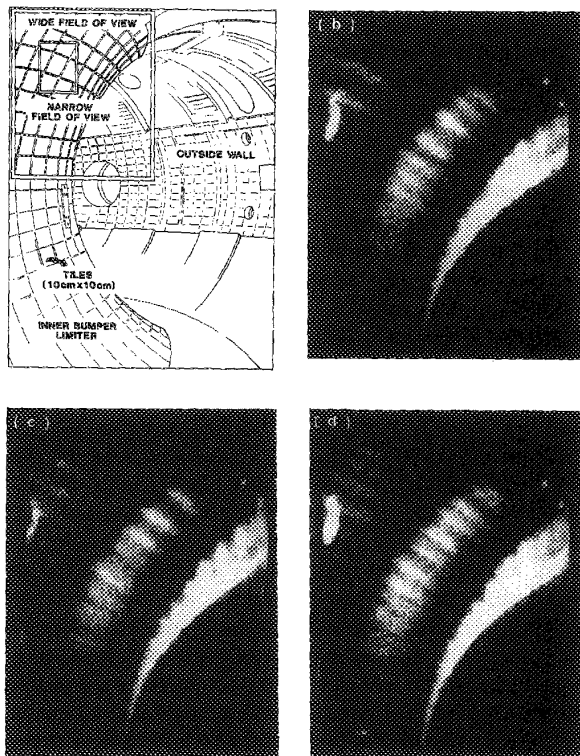 WIDE FIELD OF VIEW
NARROW
FIELD OF VIEW
OUTSIDE WALL
TILES
(10cm x 10cm)
INNER BUMPER
LIMITER
( b )
( c )
( d )